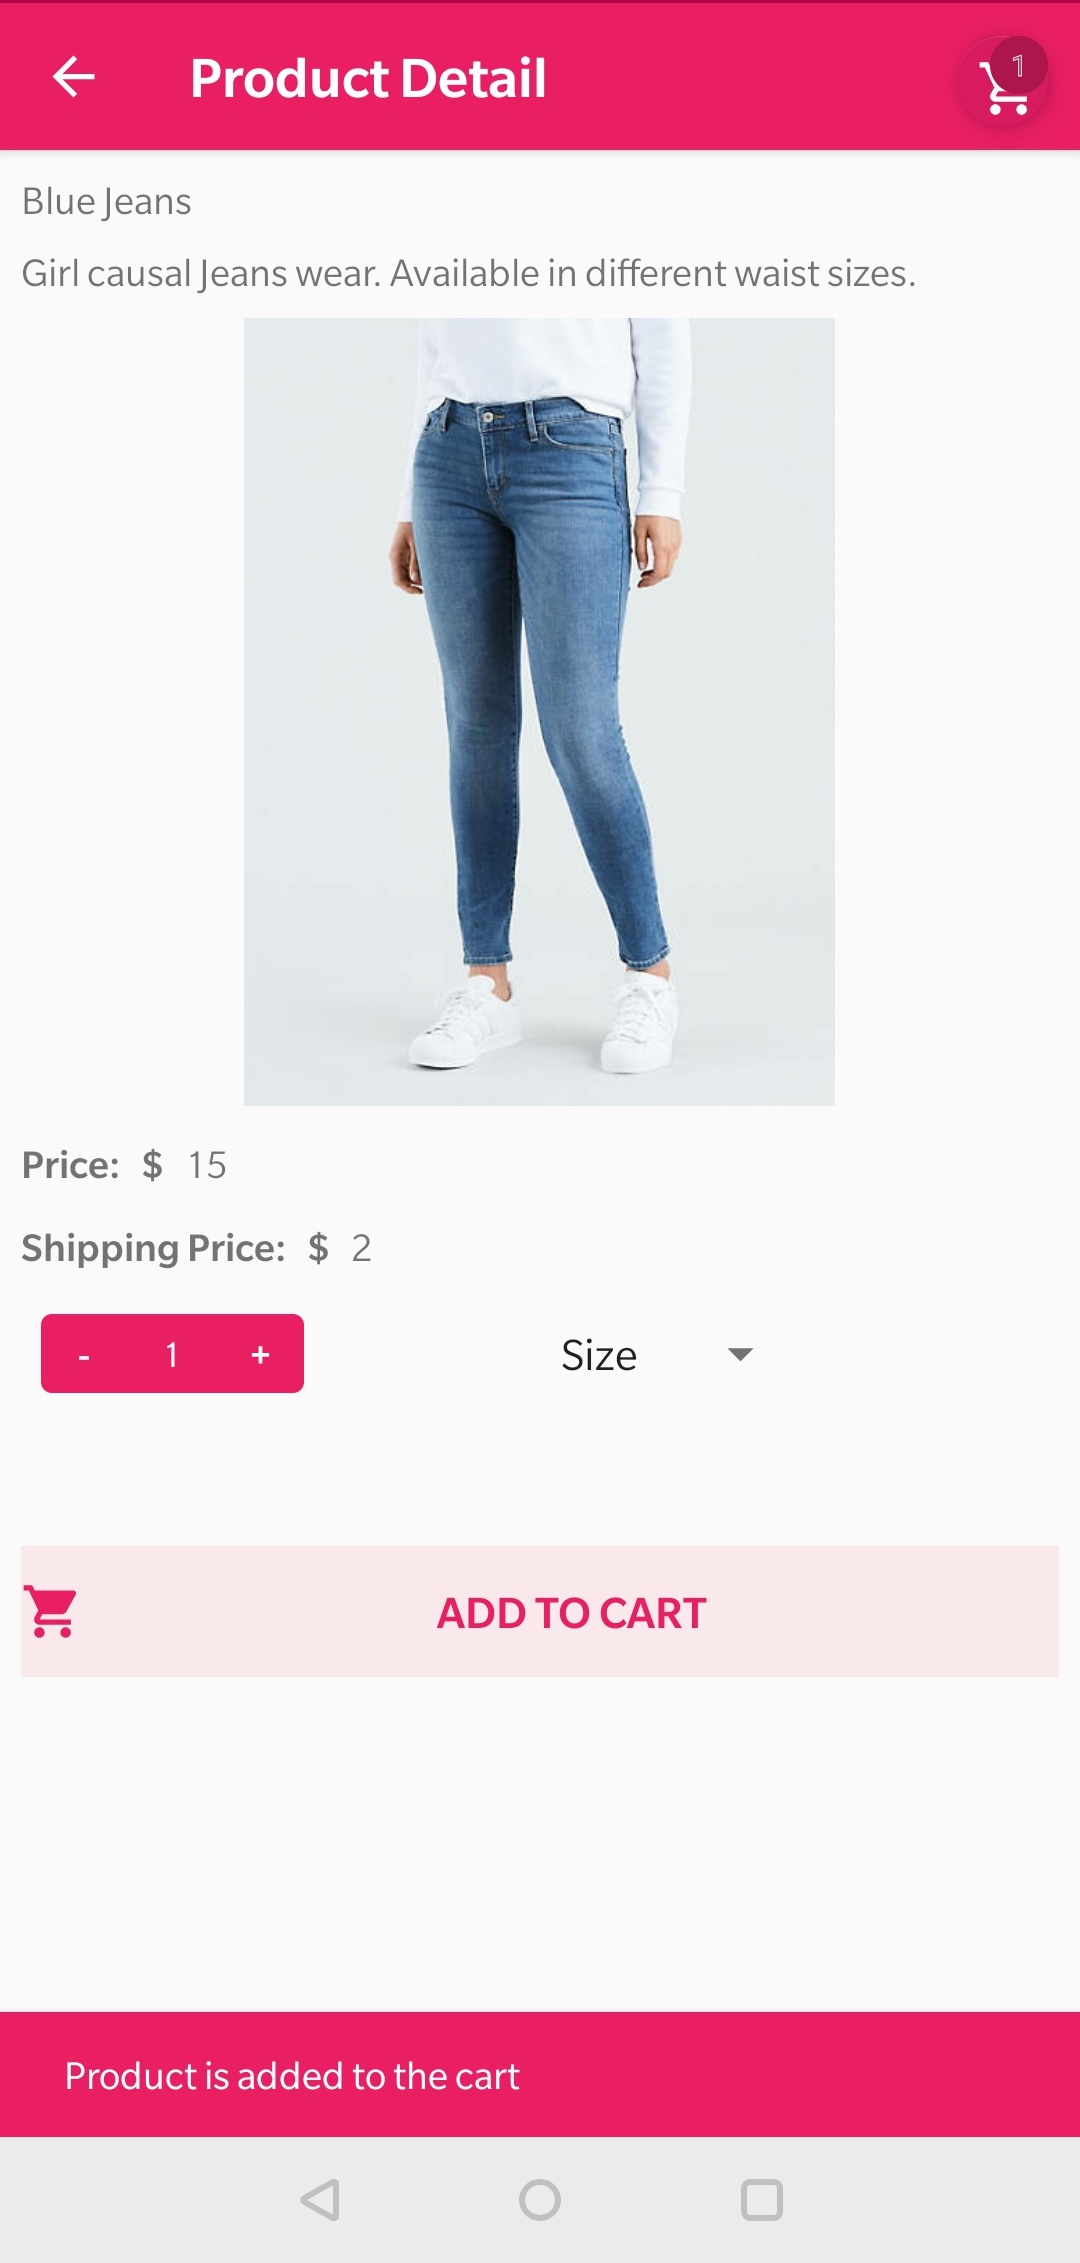 Product Detail
1
Blue Jeans
Girl causal Jeans wear. Available in different waist sizes.
Price: $ 15
Shipping Price: $ 2
- 1 +
Size
ADD TO CART
Product is added to the cart